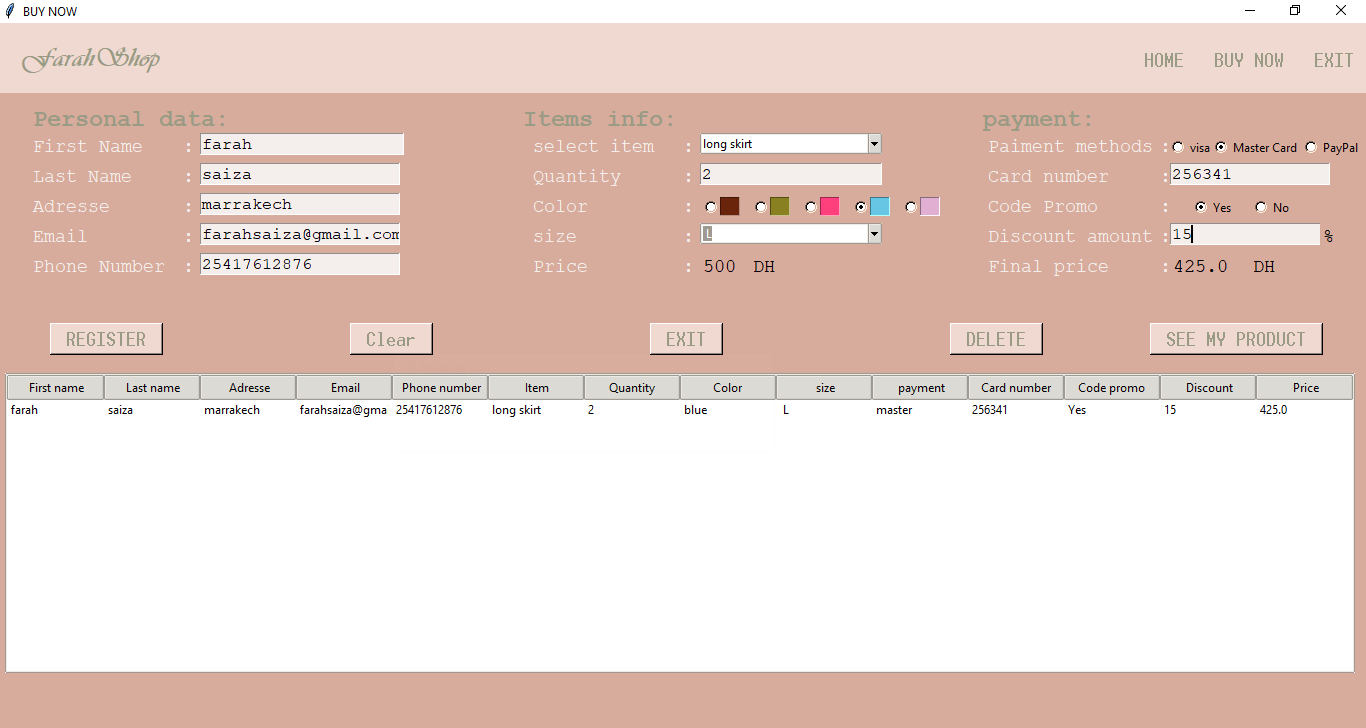 BUY NOW
FarahShop HOME BUY NOW EXIT
Personal data: Items info: payment:
First Name : farah select item : long skirt Paiment methods : visa Master Card PayPal
Last Name : saiza Quantity : 2 Card number : 256341
Adresse : marrakech Color : Code Promo : Yes No
Email : farahsaiza@gmail.com size : L Discount amount : 15 %
Phone Number : 25417612876 Price : 500 DH Final price : 425.0 DH
REGISTER Clear EXIT DELETE SEE MY PRODUCT
First name Last name Adresse Email Phone number Item Quantity Color size payment Card number Code promo Discount Price
farah saiza marrakech farahsaiza@gma 25417612876 long skirt 2 blue L master 256341 Yes 15 425.0